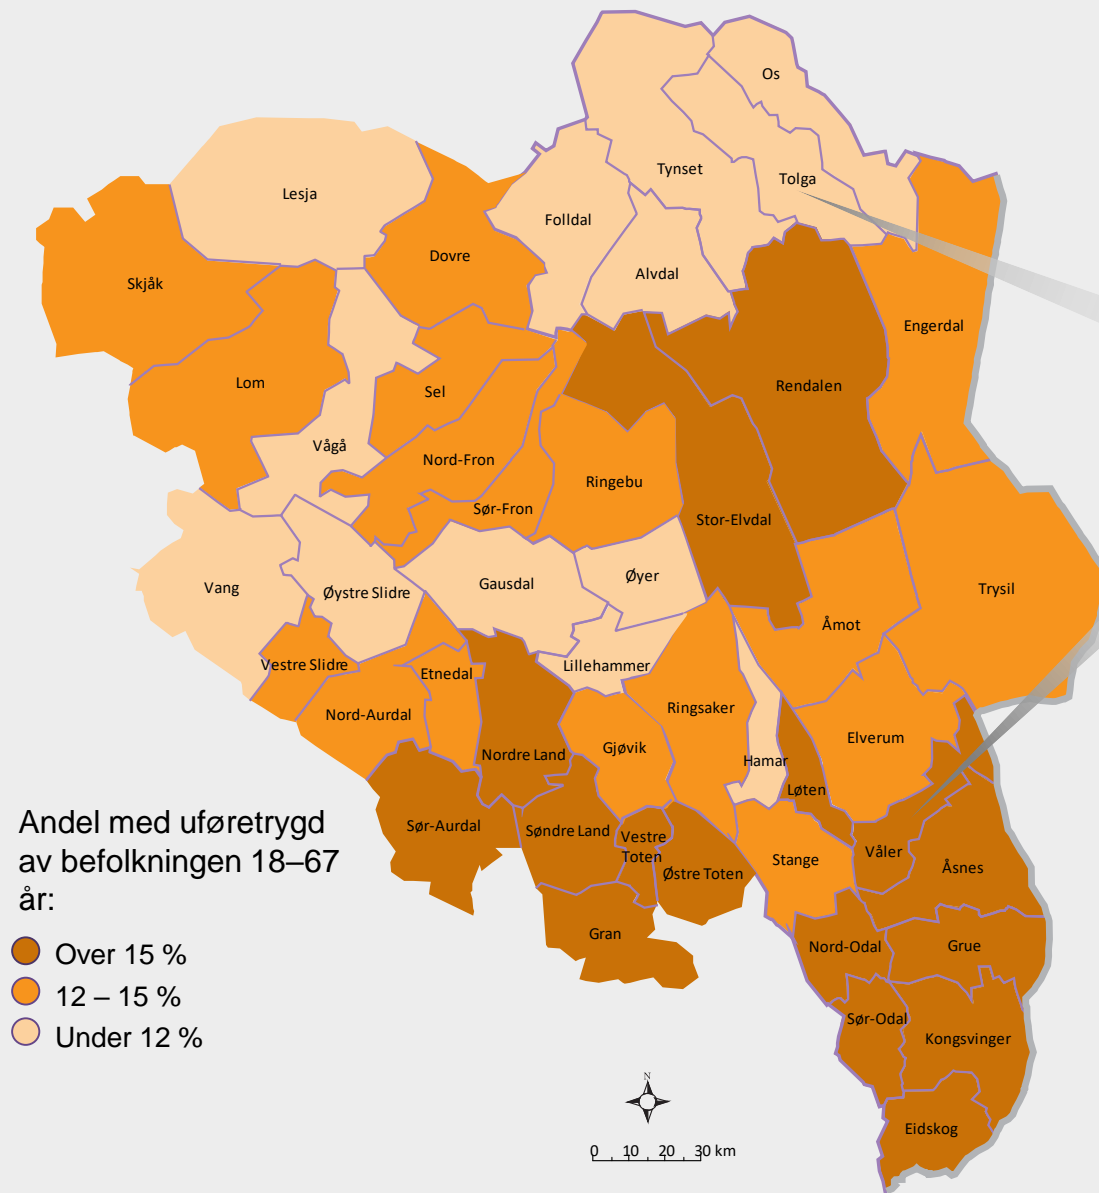 Os
Tynset
Tolga
Lesja
Folldal
Dovre
Alvdal
Skjåk
Engerdal
Lom
Rendalen
Sel
Vågå
Nord-Fron
Ringebu
Sør-Fron
Stor-Elvdal
Vang
Øystre Slidre
Gausdal
Øyer
Trysil
Åmot
Vestre Slidre
Etnedal
Lillehammer
Nord-Aurdal
Ringsaker
Elverum
Nordre Land
Gjøvik
Hamar
Løten
Sør-Aurdal
Søndre Land
Vestre
Toten
Østre Toten
Stange
Våler
Åsnes
Gran
Nord-Odal
Grue
Sør-Odal
Kongsvinger
Eidskog
Andel med uføretrygd
av befolkningen 18–67
år:
Over 15 %
12 – 15 %
Under 12 %
N
0 10 20 30 km